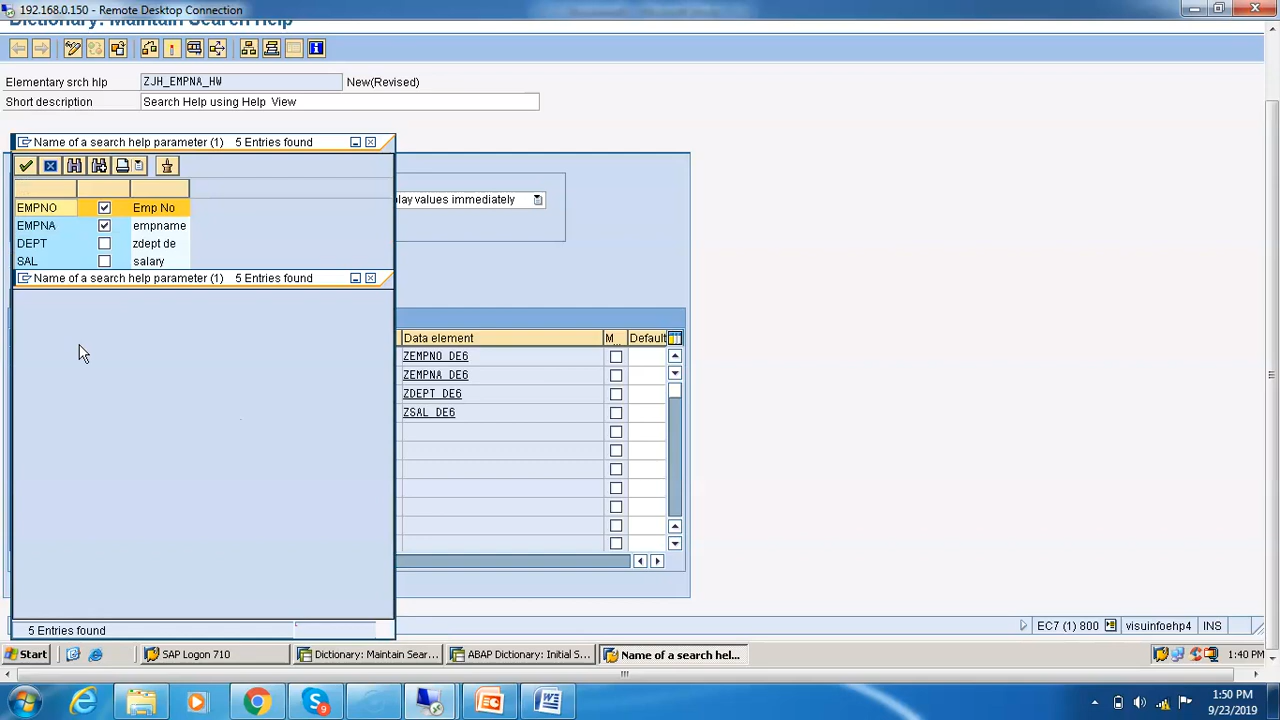 192.168.0.150 - Remote Desktop Connection
Dictionary: Maintain Search Help
Elementary srch hlp ZJH_EMPNA_HW New(Revised)
Short description Search Help using Help View
Name of a search help parameter (1) 5 Entries found
EMPNO Emp No
EMPNA empname
DEPT zdept de
SAL salary
Name of a search help parameter (1) 5 Entries found
play values immediately
Data element M... Default
ZEMPNO_DE6
ZEMPNA_DE6
ZDEPT_DE6
ZSAL_DE6
5 Entries found
EC7 (1) 800 visuinfoehp4 INS
Start SAP Logon 710 Dictionary: Maintain Sear... ABAP Dictionary: Initial S... Name of a search hel... 1:40 PM
9
1:50 PM
9/23/2019